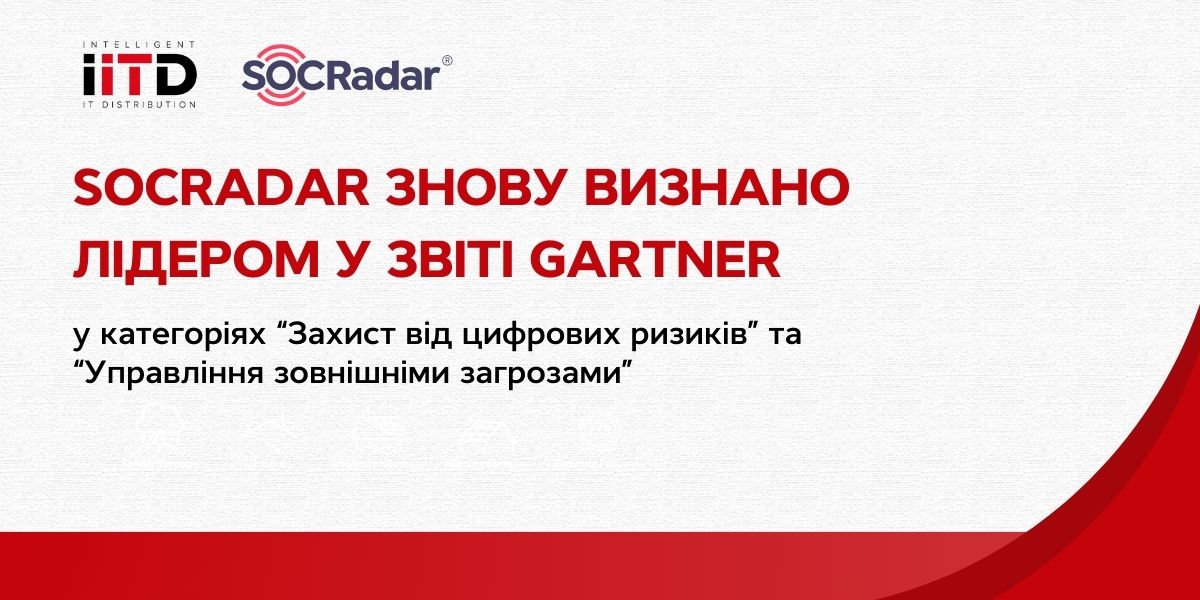 INTELLIGENT
iiTD
IT DISTRIBUTION
SOCRadar®
SOCRADAR ЗНОВУ ВИЗНАНО
ЛІДЕРОМ У ЗВІТІ GARTNER
у категоріях “Захист від цифрових ризиків” та
“Управління зовнішніми загрозами”